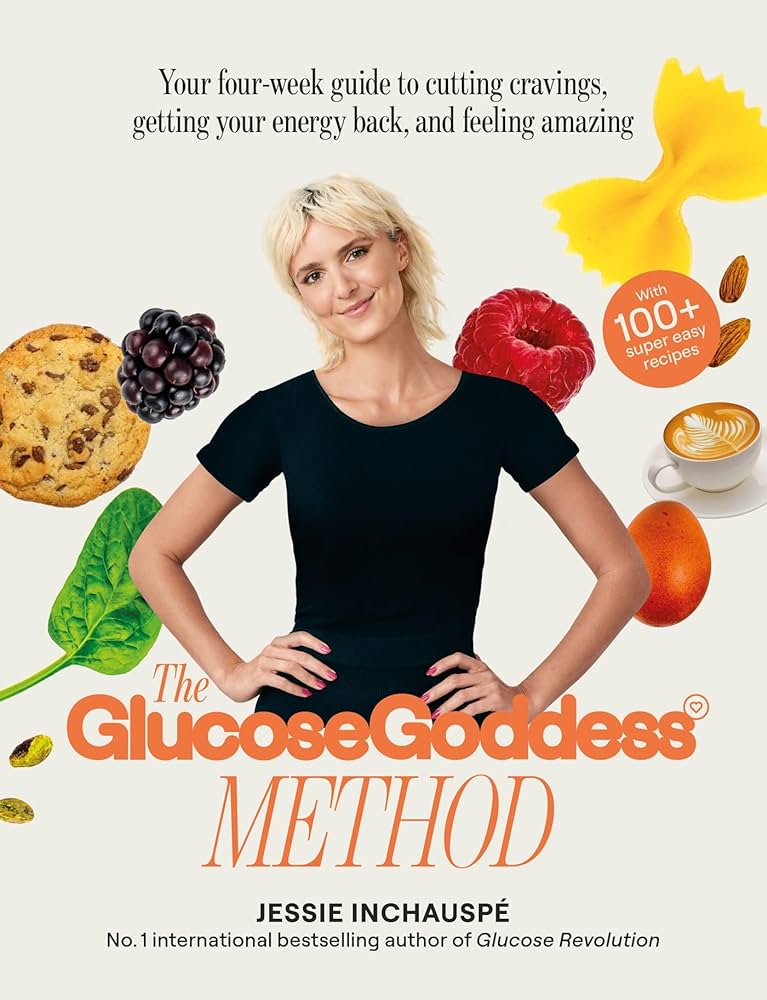 Your four-week guide to cutting cravings,
getting your energy back, and feeling amazing
With
100+
super easy
recipes
The
GlucoseGoddess
METHOD
JESSIE INCHAUSPÉ
No. 1 international bestselling author of Glucose Revolution